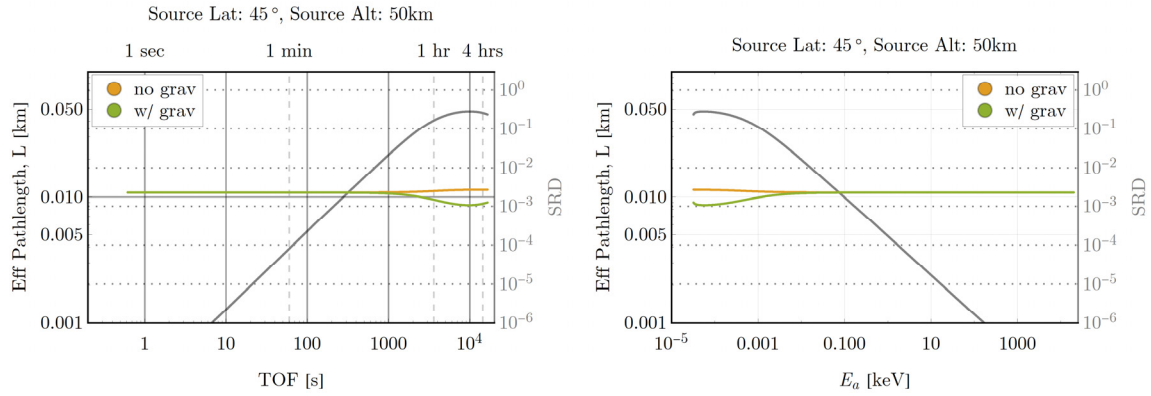 Source Lat: 45°, Source Alt: 50km
1 sec 1 min 1 hr 4 hrs
no grav
w/ grav
Eff Pathlength, L [km]
0.050
0.010
0.005
0.001
10^0
10^-1
10^-2
10^-3
10^-4
10^-5
10^-6
SRD
1 10 100 1000 10^4
TOF [s]
Source Lat: 45°, Source Alt: 50km
no grav
w/ grav
Eff Pathlength, L [km]
0.050
0.010
0.005
0.001
10^0
10^-1
10^-2
10^-3
10^-4
10^-5
10^-6
SRD
10^-5 0.001 0.100 10 1000
E_a [keV]